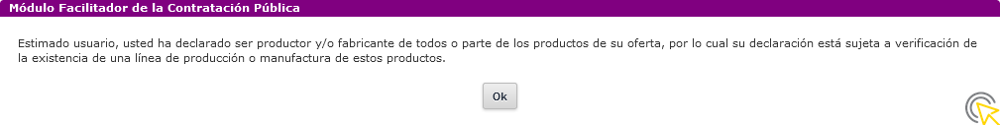 Módulo Facilitador de la Contratación Pública
Estimado usuario, usted ha declarado ser productor y/o fabricante de todos o parte de los productos de su oferta, por lo cual su declaración está sujeta a verificación de
la existencia de una línea de producción o manufactura de estos productos.
Ok